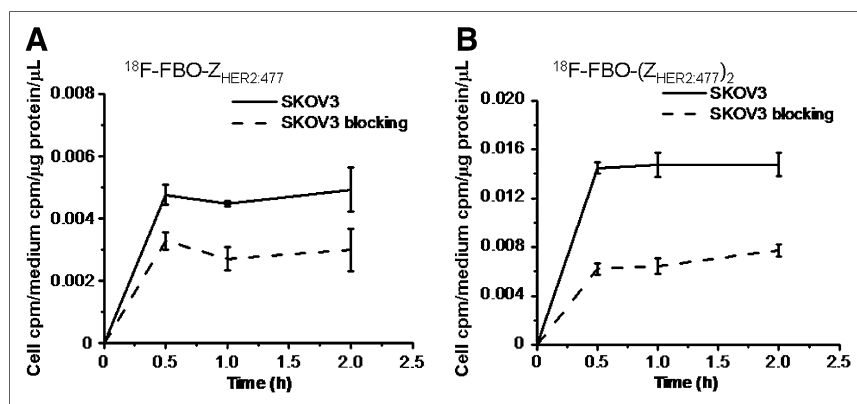 A
¹⁸F-FBO-Z_HER2:477
SKOV3
SKOV3 blocking
Cell cpm/medium cpm/µg protein/µL
0.008
0.006
0.004
0.002
0
0 0.5 1.0 1.5 2.0 2.5
Time (h)
B
¹⁸F-FBO-(Z_HER2:477)₂
SKOV3
SKOV3 blocking
Cell cpm/medium cpm/µg protein/µL
0.020
0.016
0.012
0.008
0.004
0
0 0.5 1.0 1.5 2.0 2.5
Time (h)